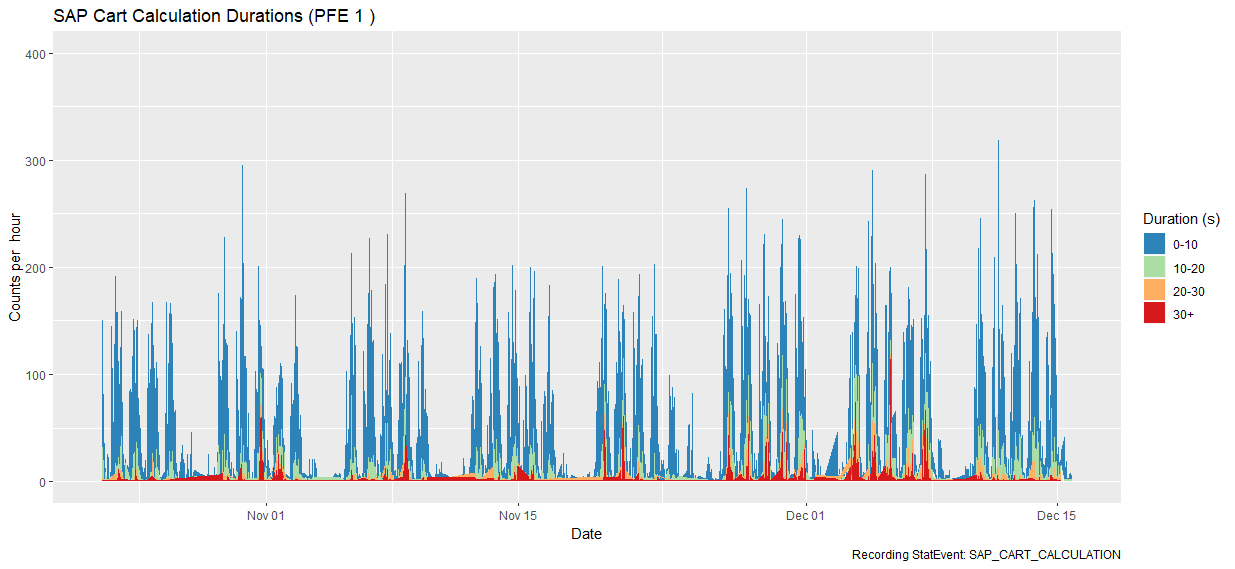 SAP Cart Calculation Durations (PFE 1 )
400
300
200
100
0
Counts per  hour
Nov 01
Nov 15
Dec 01
Dec 15
Date
Duration (s)
0-10
10-20
20-30
30+
Recording StatEvent: SAP_CART_CALCULATION